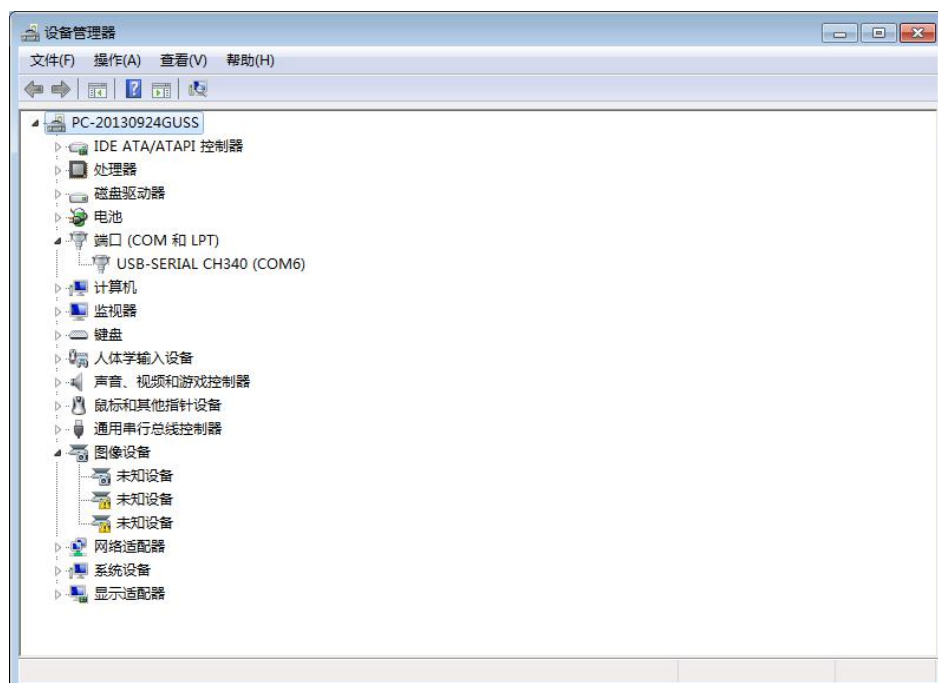 设备管理器
文件(F) 操作(A) 查看(V) 帮助(H)
PC-20130924GUSS
IDE ATA/ATAPI 控制器
处理器
磁盘驱动器
电池
端口 (COM 和 LPT)
USB-SERIAL CH340 (COM6)
计算机
监视器
键盘
人体学输入设备
声音、视频和游戏控制器
鼠标和其他指针设备
通用串行总线控制器
图像设备
未知设备
未知设备
未知设备
网络适配器
系统设备
显示适配器